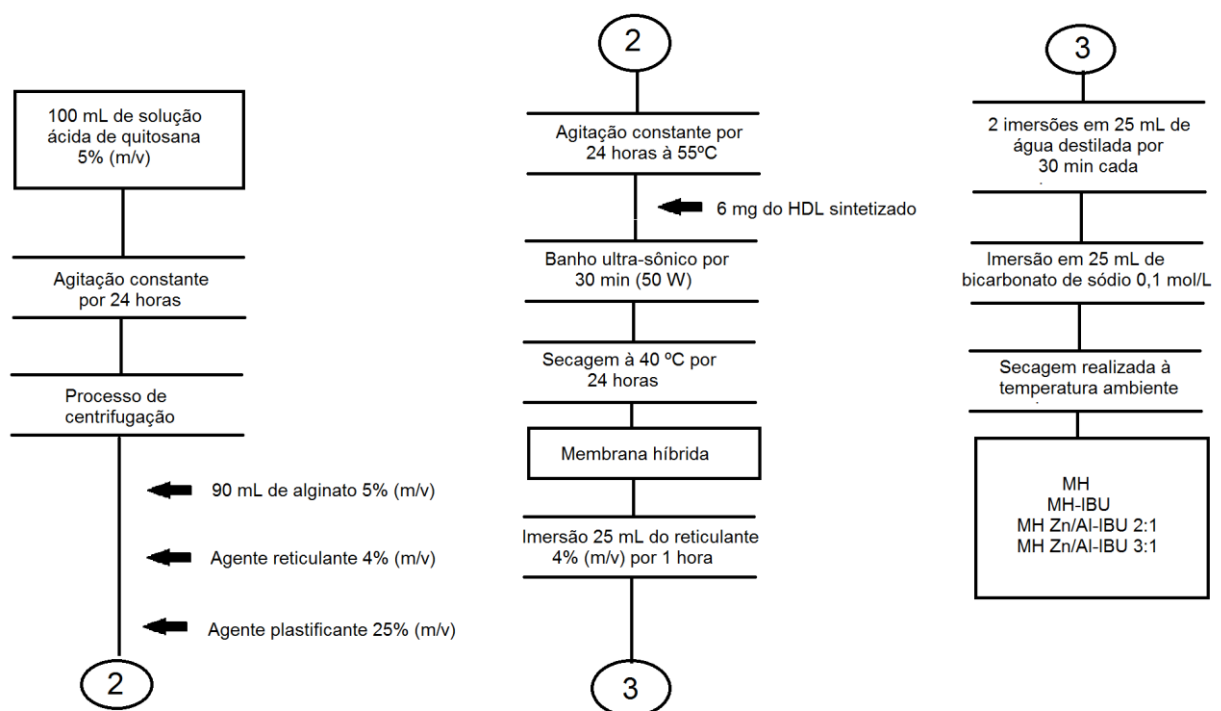 100 mL de solução
ácida de quitosana
5% (m/v)
Agitação constante
por 24 horas
Processo de
centrifugação
90 mL de alginato 5% (m/v)
Agente reticulante 4% (m/v)
Agente plastificante 25% (m/v)
2
2
Agitação constante por
24 horas à 55ºC
6 mg do HDL sintetizado
Banho ultra-sônico por
30 min (50 W)
Secagem à 40 ºC por
24 horas
Membrana híbrida
Imersão 25 mL do reticulante
4% (m/v) por 1 hora
3
3
2 imersões em 25 mL de
água destilada por
30 min cada
Imersão em 25 mL de
bicarbonato de sódio 0,1 mol/L
Secagem realizada à
temperatura ambiente
MH
MH-IBU
MH Zn/Al-IBU 2:1
MH Zn/Al-IBU 3:1